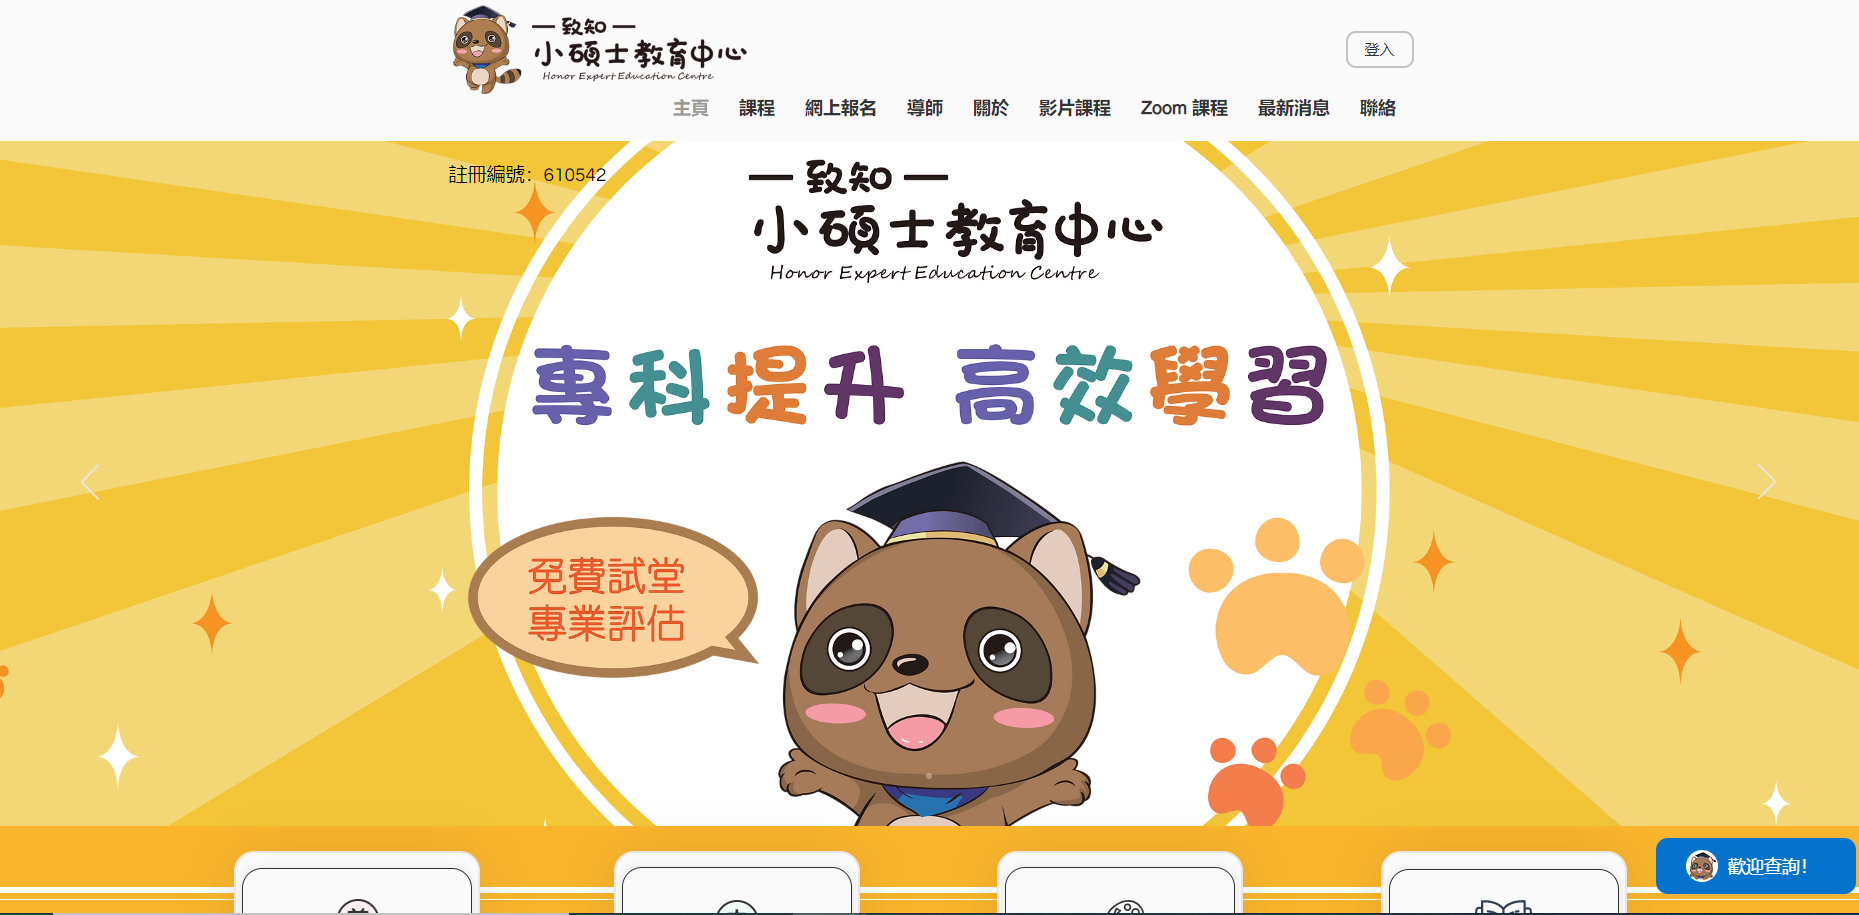 — 致知 —
小碩士教育中心
Honor Expert Education Centre
登入
主頁 課程 網上報名 導師 關於 影片課程 Zoom 課程 最新消息 聯絡
註冊編號：610542
— 致知 —
小碩士教育中心
Honor Expert Education Centre
專科提升 高效學習
免費試堂
專業評估
歡迎查詢！